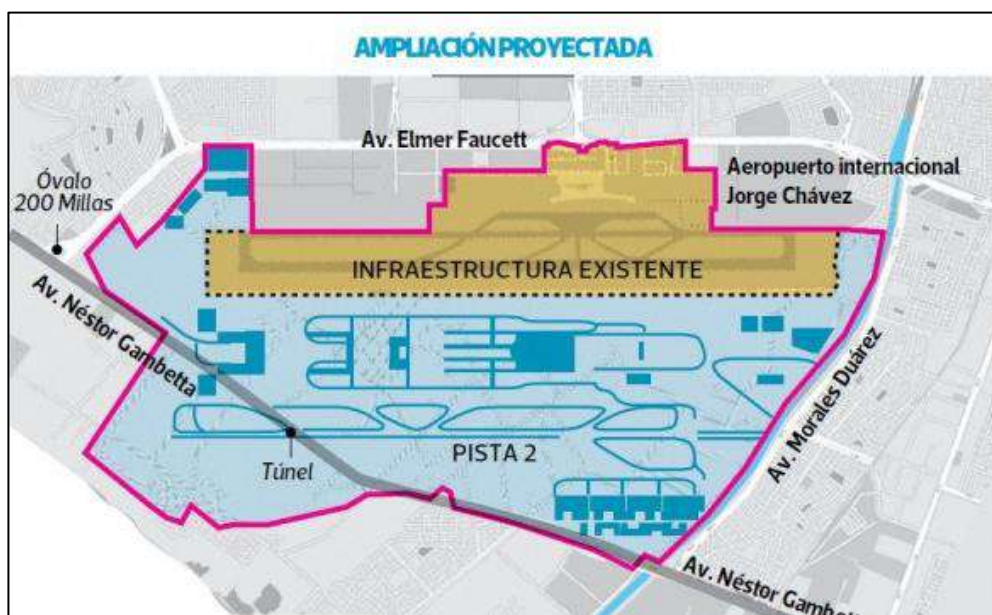 AMPLIACIÓN PROYECTADA
Av. Elmer Faucett
Aeropuerto internacional
Jorge Chávez
Óvalo
200 Millas
INFRAESTRUCTURA EXISTENTE
Av. Néstor Gambetta
Av. Morales Duárez
PISTA 2
Túnel
Av. Néstor Gambett